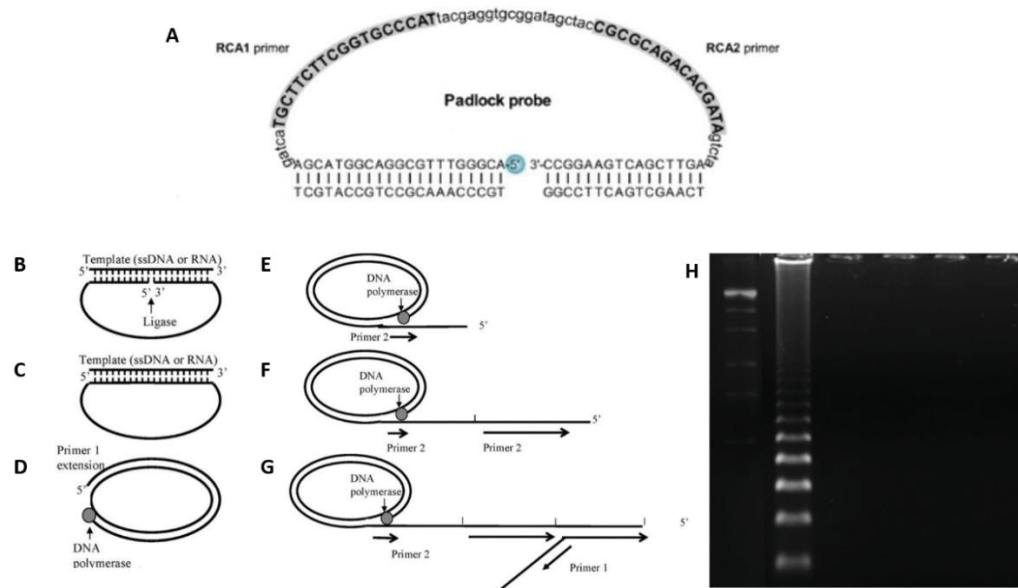 A
RCA1 primer
TGCTTCTTCGGTGCCCATtacgaggtgcggatagctacCGCGCAGACACGATA
RCA2 primer
Padlock probe
gatca
gtcta
AGCATGGCAGGCGTTTGGGCA-5' 3'-CCGGAAGTCAGCTTGA
TCGTACCGTCCGCAAACCCGT GGCCTTCAGTCGAACT
B
Template (ssDNA or RNA)
5' 3'
5' 3'
Ligase
C
Template (ssDNA or RNA)
5' 3'
D
Primer 1
extension
5'
DNA
polymerase
E
DNA
polymerase
Primer 2
5'
F
DNA
polymerase
5'
Primer 2 Primer 2
G
DNA
polymerase
5'
Primer 2
Primer 1
H